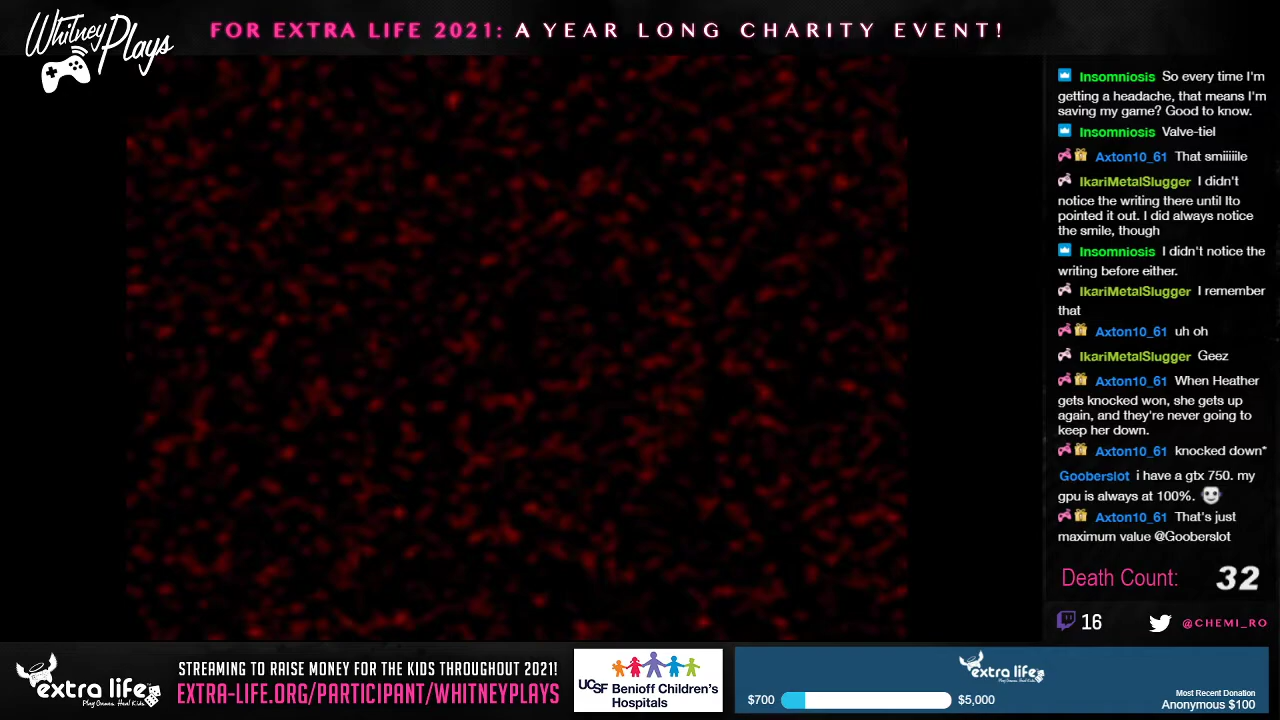 Whitney Plays
FOR EXTRA LIFE 2021: A YEAR LONG CHARITY EVENT!
Insomniosis So every time I'm
getting a headache, that means I'm
saving my game? Good to know.
Insomniosis Valve-tiel
Axton10_61 That smiiiiile
IkariMetalSlugger I didn't
notice the writing there until Ito
pointed it out. I did always notice
the smile, though
Insomniosis I didn't notice the
writing before either.
IkariMetalSlugger I remember
that
Axton10_61 uh oh
IkariMetalSlugger Geez
Axton10_61 When Heather
gets knocked won, she gets up
again, and they're never going to
keep her down.
Axton10_61 knocked down*
Gooberslot i have a gtx 750. my
gpu is always at 100%.
Axton10_61 That's just
maximum value @Gooberslot
Death Count: 32
16 @CHEMI_RO
extra life
Play Games. Heal Kids.
STREAMING TO RAISE MONEY FOR THE KIDS THROUGHOUT 2021!
EXTRA-LIFE.ORG/PARTICIPANT/WHITNEYPLAYS
UCSF Benioff Children's
Hospitals
extra life
$700 $5,000
Most Recent Donation
Anonymous $100